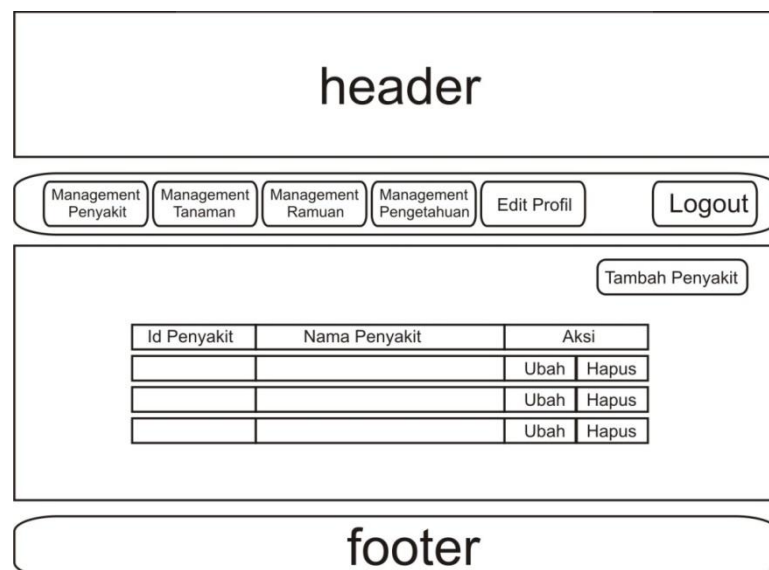 header
Management
Penyakit
Management
Tanaman
Management
Ramuan
Management
Pengetahuan
Edit Profil
Logout
Tambah Penyakit
Id Penyakit Nama Penyakit Aksi
Ubah Hapus
Ubah Hapus
Ubah Hapus
footer